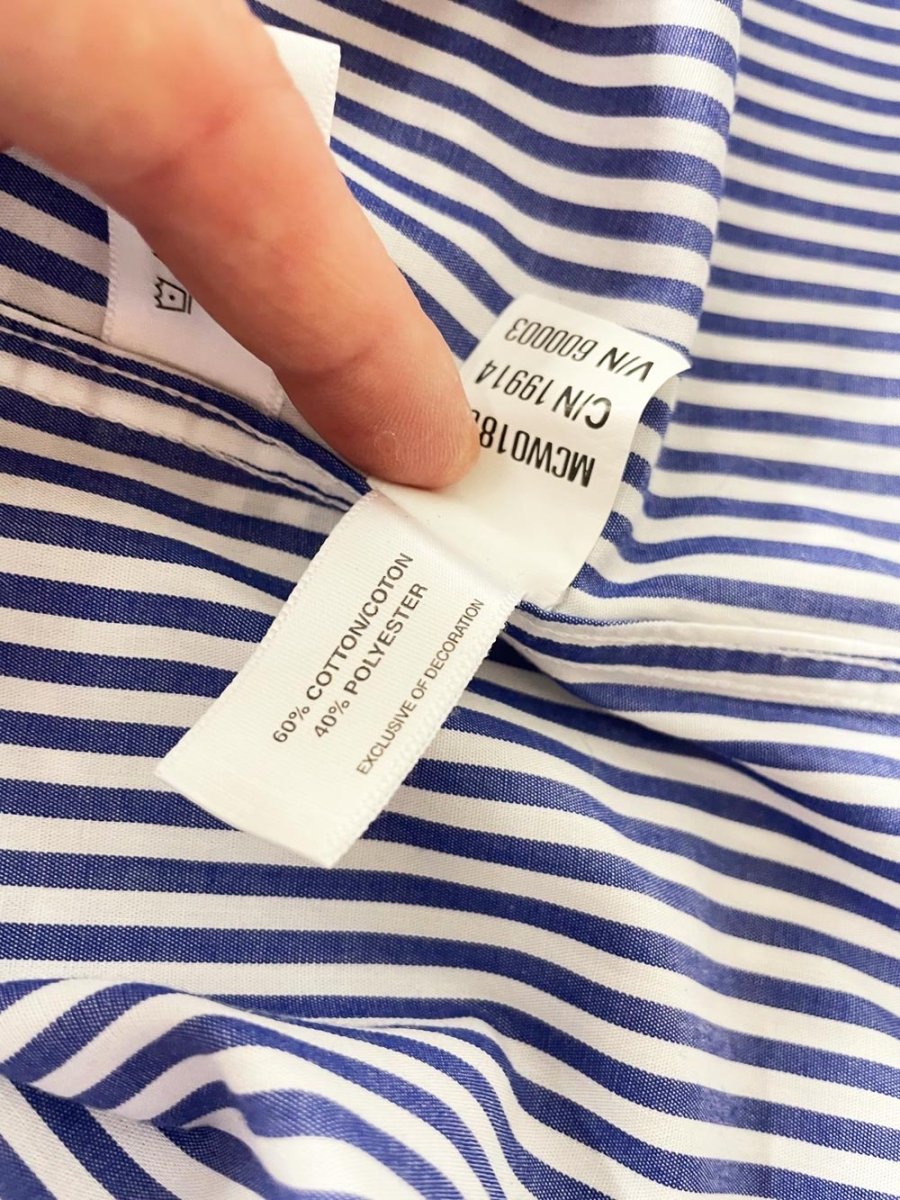 V/N 600003
C/N 19914
60% COTTON/COTON
40% POLYESTER
EXCLUSIVE OF DECORATION